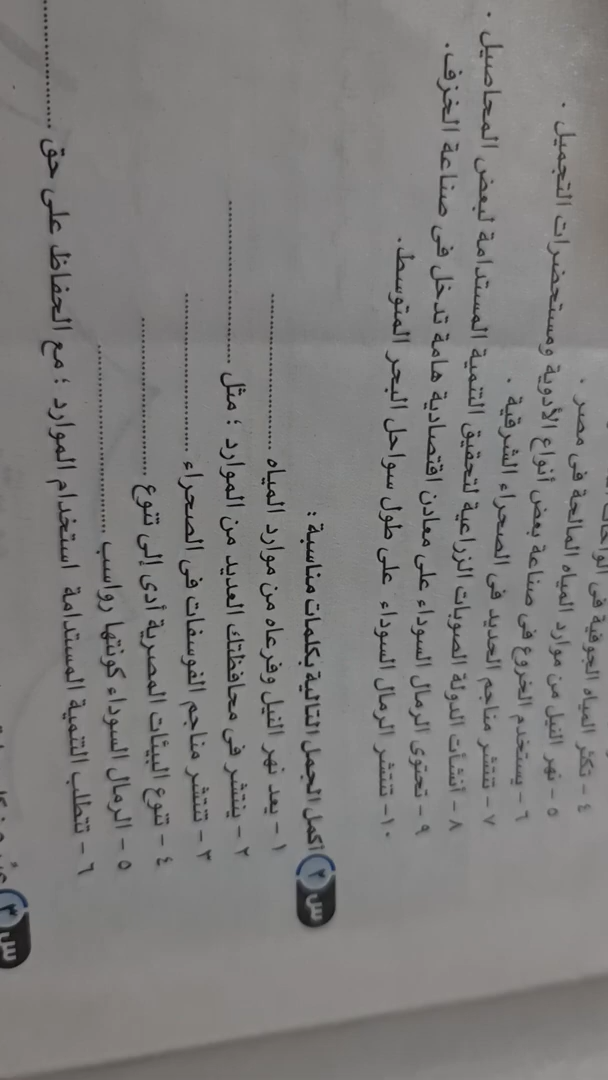 ٤ - تكثر المياه الجوفية فى الواحات
٥ - نهر النيل من موارد المياه المالحة فى مصر .
٦ - يستخدم الخروع فى صناعة بعض أنواع الأدوية ومستحضرات التجميل .
٧ - تنتشر مناجم الحديد فى الصحراء الشرقية .
٨ - أنشأت الدولة الصوبات الزراعية لتحقيق التنمية المستدامة لبعض المحاصيل .
٩ - تحتوى الرمال السوداء على معادن اقتصادية هامة تدخل فى صناعة الخزف.
١٠- تنتشر الرمال السوداء على طول سواحل البحر المتوسط.
س ٢ أكمل الجمل التالية بكلمات مناسبة :
١ - يعد نهر النيل وفرعاه من موارد المياه ....................
٢ - ينتشر فى محافظتك العديد من الموارد ؛ مثل ....................
٣ - تنتشر مناجم الفوسفات فى الصحراء ....................
٤ - تنوع البيئات المصرية أدى إلى تنوع ....................
٥ - الرمال السوداء كونتها رواسب ....................
٦ - تتطلب التنمية المستدامة استخدام الموارد ؛ مع الحفاظ على حق ....................
س ٣